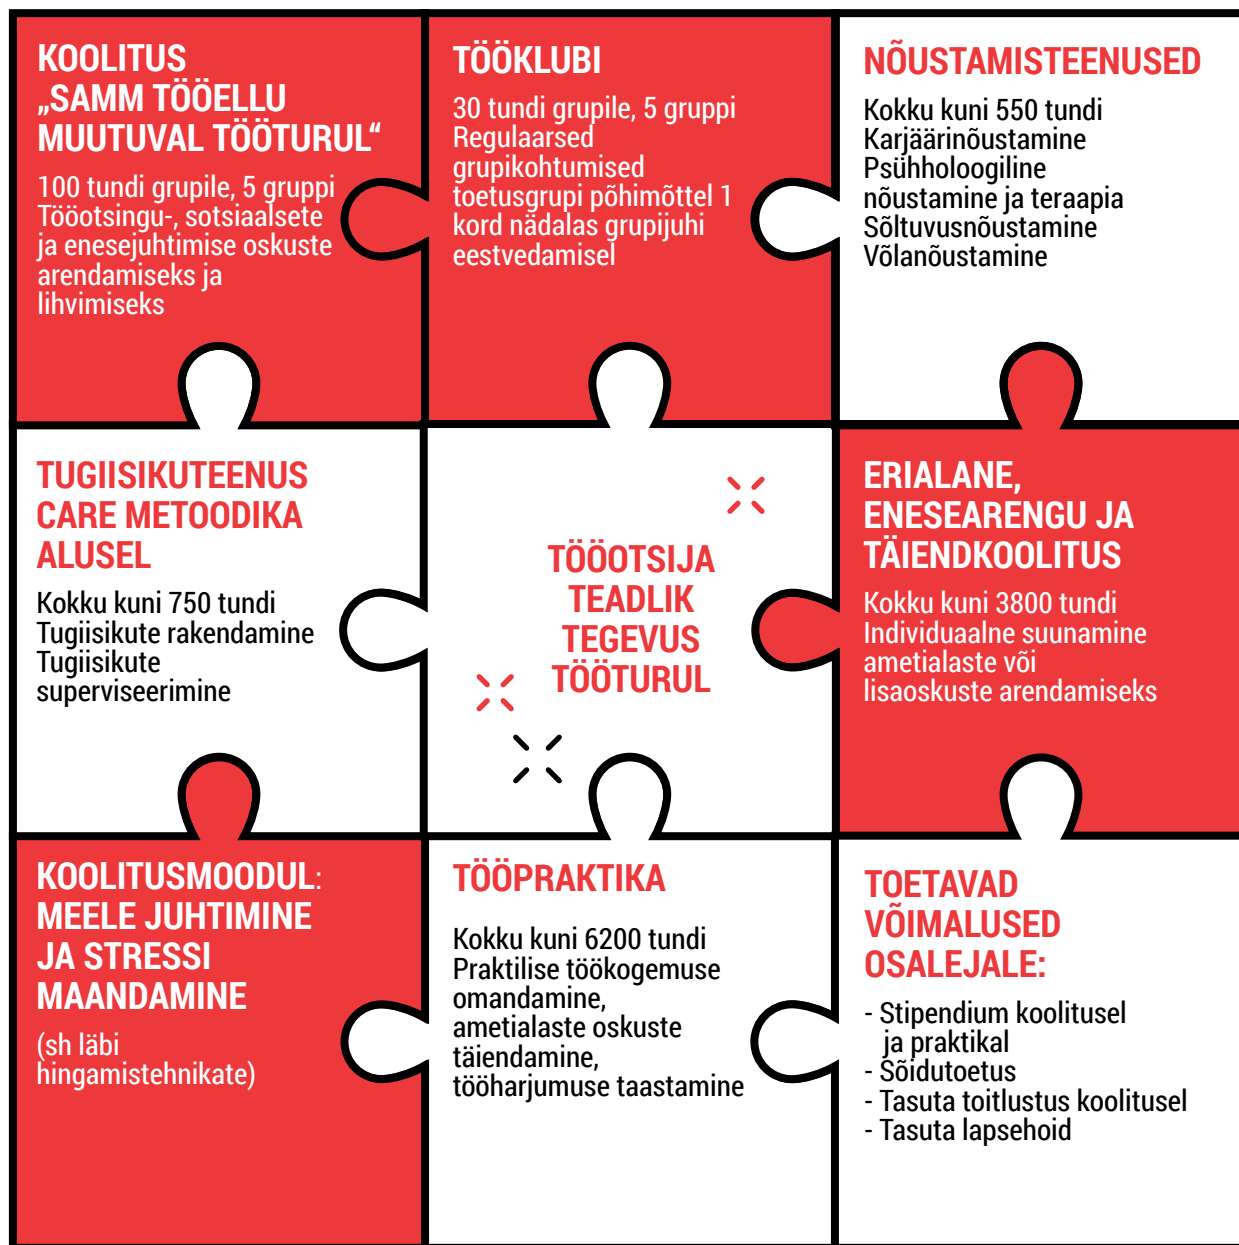 KOOLITUS
„SAMM TÖÖELLU
MUUTUVAL TÖÖTURUL“
100 tundi grupile, 5 gruppi
Tööotsingu-, sotsiaalsete
ja enesejuhtimise oskuste
arendamiseks ja
lihvimiseks
TÖÖKLUBI
30 tundi grupile, 5 gruppi
Regulaarsed
grupikohtumised
toetusgrupi põhimõttel 1
kord nädalas grupijuhi
eestvedamisel
NÕUSTAMISTEENUSED
Kokku kuni 550 tundi
Karjäärinõustamine
Psühholoogiline
nõustamine ja teraapia
Sõltuvusnõustamine
Võlanõustamine
TUGIISIKUTEENUS
CARE METOODIKA
ALUSEL
Kokku kuni 750 tundi
Tugiisikute rakendamine
Tugiisikute
superviseerimine
TÖÖOTSIJA
TEADLIK
TEGEVUS
TÖÖTURUL
ERIALANE,
ENESEARENGU JA
TÄIENDKOOLITUS
Kokku kuni 3800 tundi
Individuaalne suunamine
ametialaste või
lisaoskuste arendamiseks
KOOLITUSMOODUL:
MEELE JUHTIMINE
JA STRESSI
MAANDAMINE
(sh läbi
hingamistehnikate)
TÖÖPRAKTIKA
Kokku kuni 6200 tundi
Praktilise töökogemuse
omandamine,
ametialaste oskuste
täiendamine,
tööharjumuse taastamine
TOETAVAD
VÕIMALUSED
OSALEJALE:
- Stipendium koolitusel
ja praktikal
- Sõidutoetus
- Tasuta toitlustus koolitusel
- Tasuta lapsehoid